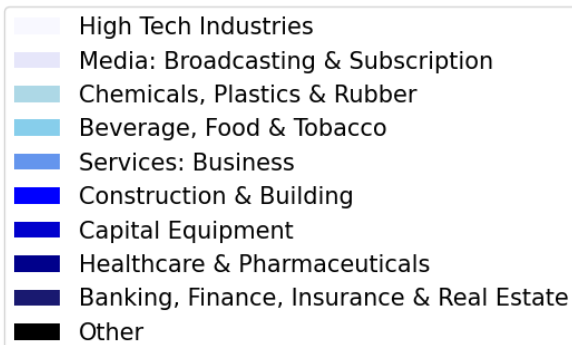 High Tech Industries
Media: Broadcasting & Subscription
Chemicals, Plastics & Rubber
Beverage, Food & Tobacco
Services: Business
Construction & Building
Capital Equipment
Healthcare & Pharmaceuticals
Banking, Finance, Insurance & Real Estate
Other